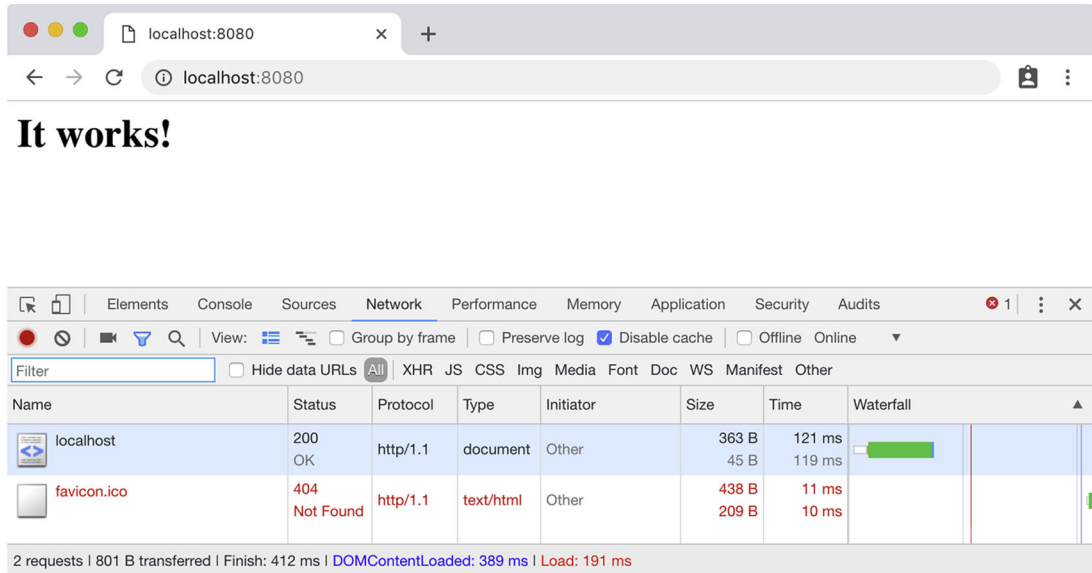 localhost:8080
localhost:8080
It works!
Elements Console Sources Network Performance Memory Application Security Audits 1
View: Group by frame Preserve log Disable cache Offline Online
Filter Hide data URLs All XHR JS CSS Img Media Font Doc WS Manifest Other
Name Status Protocol Type Initiator Size Time Waterfall
localhost 200 http/1.1 document Other 363 B 121 ms
OK 45 B 119 ms
favicon.ico 404 http/1.1 text/html Other 438 B 11 ms
Not Found 209 B 10 ms
2 requests | 801 B transferred | Finish: 412 ms | DOMContentLoaded: 389 ms | Load: 191 ms